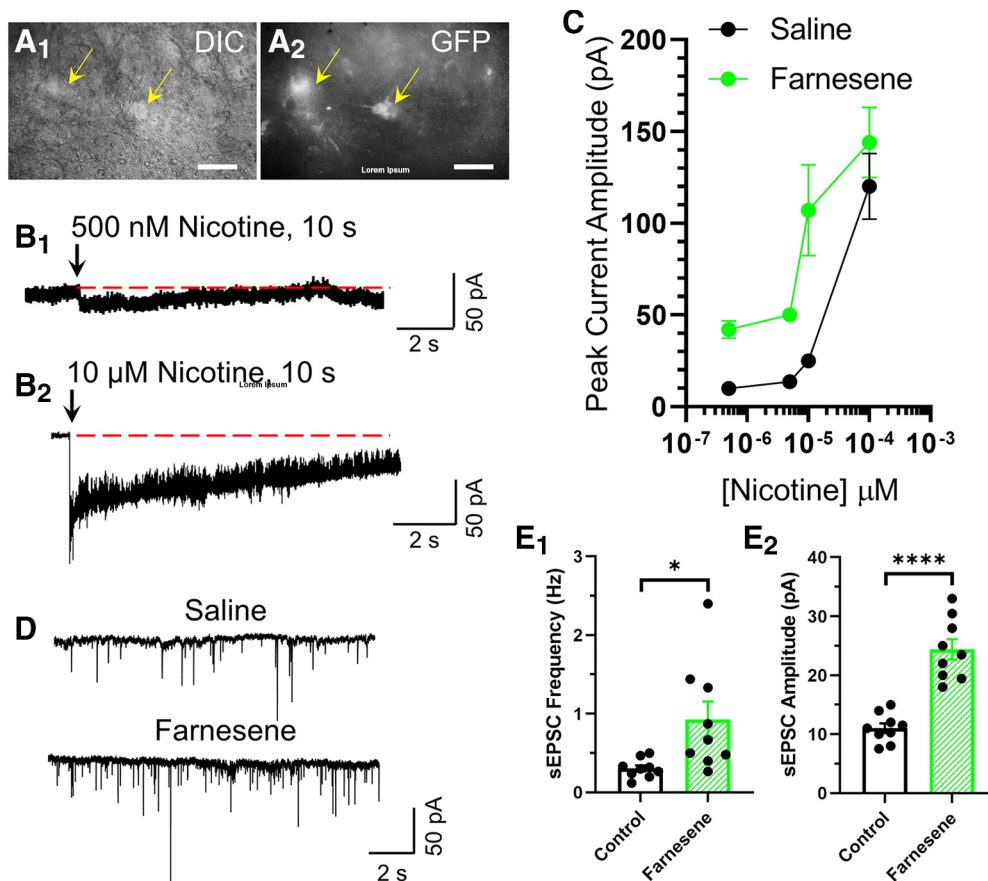 A1 DIC
A2 GFP
Lorem Ipsum
B1 500 nM Nicotine, 10 s
50 pA
2 s
B2 10 µM Nicotine, 10 s
Lorem Ipsum
50 pA
2 s
C
Saline
Farnesene
Peak Current Amplitude (pA)
200
150
100
50
0
10-7 10-6 10-5 10-4 10-3
[Nicotine] µM
D
Saline
Farnesene
50 pA
2 s
E1
*
sEPSC Frequency (Hz)
3
2
1
0
Control
Farnesene
E2
****
sEPSC Amplitude (pA)
40
30
20
10
0
Control
Farnesene